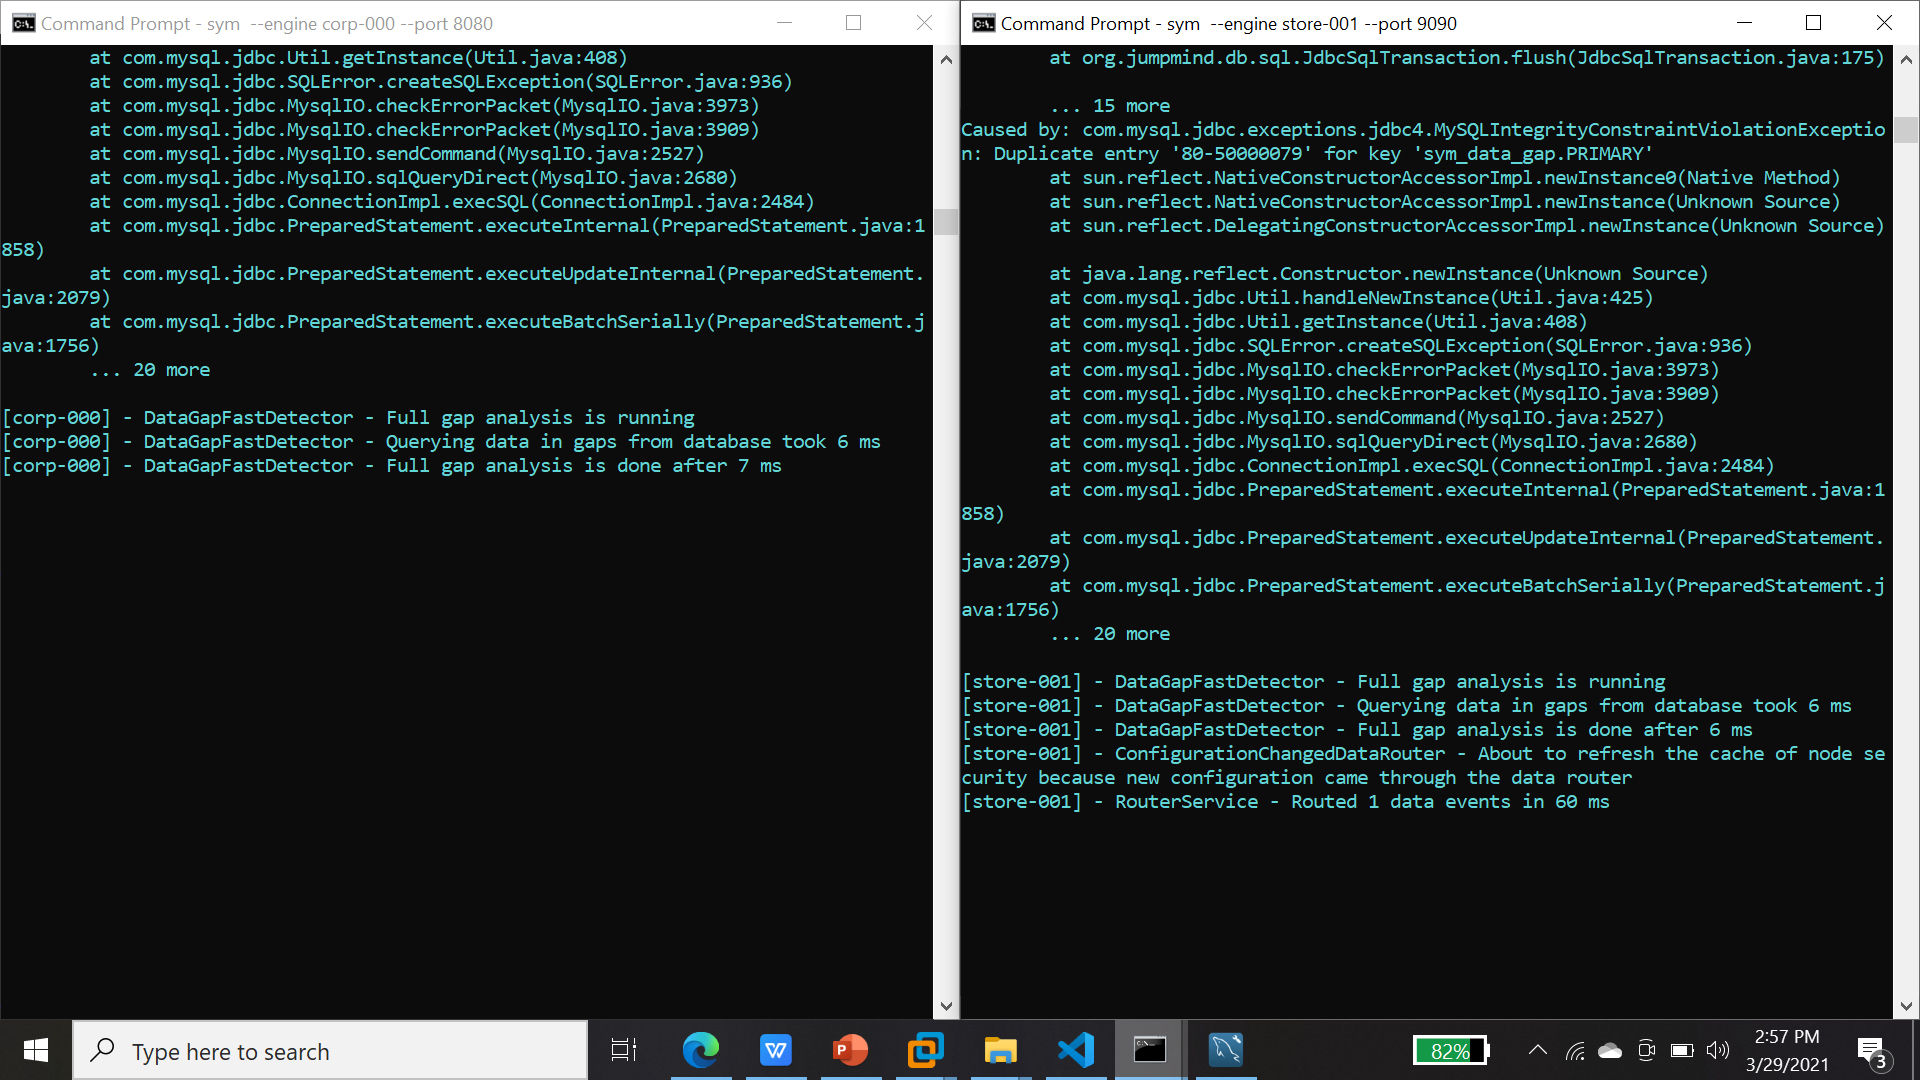 Command Prompt - sym  --engine corp-000 --port 8080
at com.mysql.jdbc.Util.getInstance(Util.java:408)
at com.mysql.jdbc.SQLError.createSQLException(SQLError.java:936)
at com.mysql.jdbc.MysqlIO.checkErrorPacket(MysqlIO.java:3973)
at com.mysql.jdbc.MysqlIO.checkErrorPacket(MysqlIO.java:3909)
at com.mysql.jdbc.MysqlIO.sendCommand(MysqlIO.java:2527)
at com.mysql.jdbc.MysqlIO.sqlQueryDirect(MysqlIO.java:2680)
at com.mysql.jdbc.ConnectionImpl.execSQL(ConnectionImpl.java:2484)
at com.mysql.jdbc.PreparedStatement.executeInternal(PreparedStatement.java:1
858)
at com.mysql.jdbc.PreparedStatement.executeUpdateInternal(PreparedStatement.
java:2079)
at com.mysql.jdbc.PreparedStatement.executeBatchSerially(PreparedStatement.j
ava:1756)
... 20 more
[corp-000] - DataGapFastDetector - Full gap analysis is running
[corp-000] - DataGapFastDetector - Querying data in gaps from database took 6 ms
[corp-000] - DataGapFastDetector - Full gap analysis is done after 7 ms
Command Prompt - sym  --engine store-001 --port 9090
at org.jumpmind.db.sql.JdbcSqlTransaction.flush(JdbcSqlTransaction.java:175)
... 15 more
Caused by: com.mysql.jdbc.exceptions.jdbc4.MySQLIntegrityConstraintViolationExceptio
n: Duplicate entry '80-50000079' for key 'sym_data_gap.PRIMARY'
at sun.reflect.NativeConstructorAccessorImpl.newInstance0(Native Method)
at sun.reflect.NativeConstructorAccessorImpl.newInstance(Unknown Source)
at sun.reflect.DelegatingConstructorAccessorImpl.newInstance(Unknown Source)
at java.lang.reflect.Constructor.newInstance(Unknown Source)
at com.mysql.jdbc.Util.handleNewInstance(Util.java:425)
at com.mysql.jdbc.Util.getInstance(Util.java:408)
at com.mysql.jdbc.SQLError.createSQLException(SQLError.java:936)
at com.mysql.jdbc.MysqlIO.checkErrorPacket(MysqlIO.java:3973)
at com.mysql.jdbc.MysqlIO.checkErrorPacket(MysqlIO.java:3909)
at com.mysql.jdbc.MysqlIO.sendCommand(MysqlIO.java:2527)
at com.mysql.jdbc.MysqlIO.sqlQueryDirect(MysqlIO.java:2680)
at com.mysql.jdbc.ConnectionImpl.execSQL(ConnectionImpl.java:2484)
at com.mysql.jdbc.PreparedStatement.executeInternal(PreparedStatement.java:1
858)
at com.mysql.jdbc.PreparedStatement.executeUpdateInternal(PreparedStatement.
java:2079)
at com.mysql.jdbc.PreparedStatement.executeBatchSerially(PreparedStatement.j
ava:1756)
... 20 more
[store-001] - DataGapFastDetector - Full gap analysis is running
[store-001] - DataGapFastDetector - Querying data in gaps from database took 6 ms
[store-001] - DataGapFastDetector - Full gap analysis is done after 6 ms
[store-001] - ConfigurationChangedDataRouter - About to refresh the cache of node se
curity because new configuration came through the data router
[store-001] - RouterService - Routed 1 data events in 60 ms
Type here to search
82%
2:57 PM
3/29/2021
3